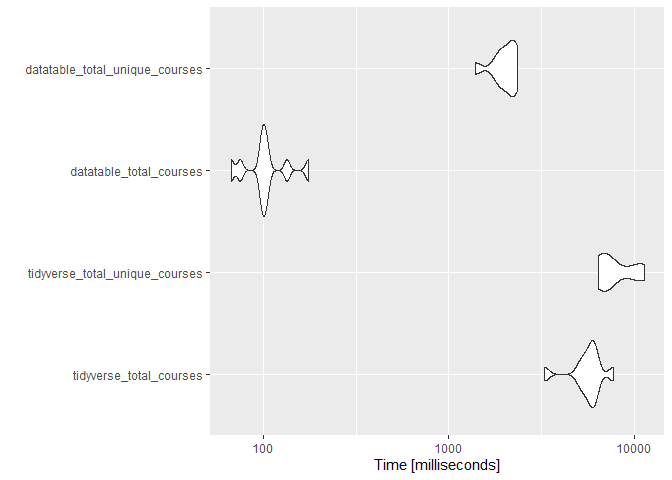 datatable_total_unique_courses
datatable_total_courses
tidyverse_total_unique_courses
tidyverse_total_courses
100 1000 10000
Time [milliseconds]